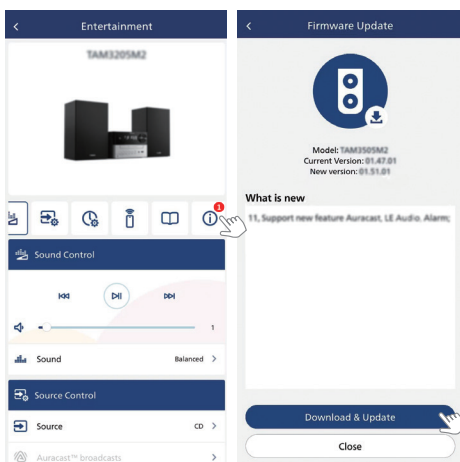 Entertainment
TAM3205M2
1
Sound Control
1
Sound Balanced
Source Control
Source CD
Auracast™ broadcasts
Firmware Update
Model: TAM3505M2
Current Version: 01.47.01
New version: 01.51.01
What is new
11, Support new feature Auracast, LE Audio. Alarm;
Download & Update
Close